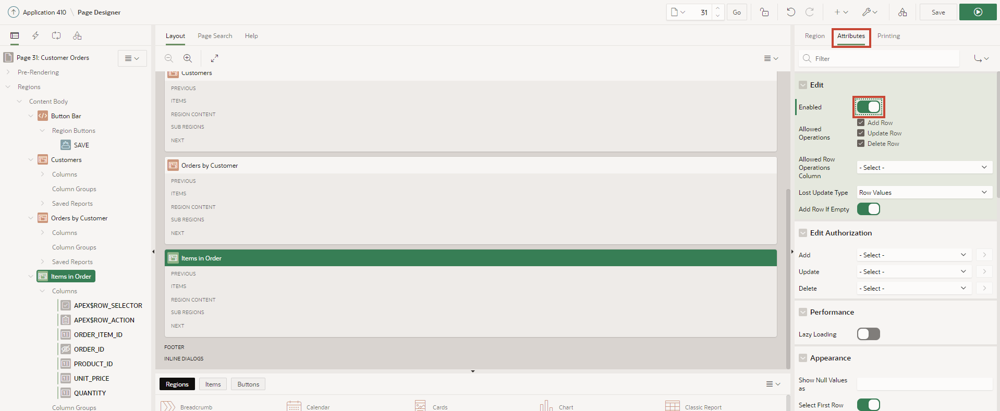 Application 410 \ Page Designer
31
Go
Save
Page 31: Customer Orders
Pre-Rendering
Regions
Content Body
Button Bar
Region Buttons
SAVE
Customers
Columns
Column Groups
Saved Reports
Orders by Customer
Columns
Column Groups
Saved Reports
Items in Order
Columns
APEX$ROW_SELECTOR
APEX$ROW_ACTION
ORDER_ITEM_ID
ORDER_ID
PRODUCT_ID
UNIT_PRICE
QUANTITY
Column Groups
Layout Page Search Help
Customers
PREVIOUS
ITEMS
REGION CONTENT
SUB REGIONS
NEXT
Orders by Customer
PREVIOUS
ITEMS
REGION CONTENT
SUB REGIONS
NEXT
Items in Order
PREVIOUS
ITEMS
REGION CONTENT
SUB REGIONS
NEXT
FOOTER
INLINE DIALOGS
Regions Items Buttons
Breadcrumb Calendar Cards Chart Classic Report
Region Attributes Printing
Filter
Edit
Enabled
Allowed
Operations
Add Row
Update Row
Delete Row
Allowed Row
Operations
Column
- Select -
Lost Update Type Row Values
Add Row If Empty
Edit Authorization
Add - Select -
Update - Select -
Delete - Select -
Performance
Lazy Loading
Appearance
Show Null Values
as
Select First Row